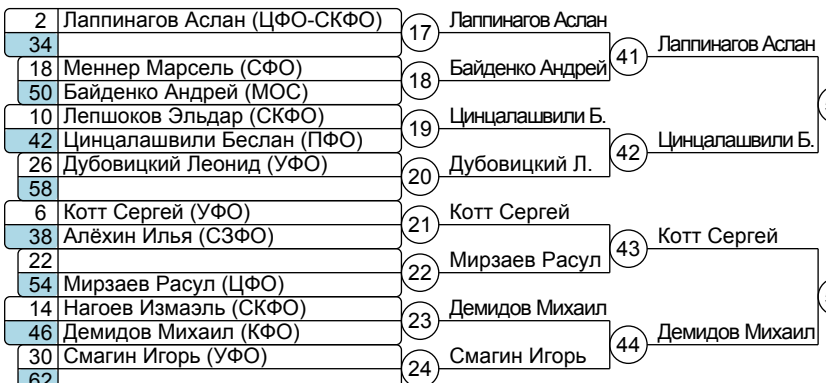 2 Лаппинагов Аслан (ЦФО-СКФО)
34
17
Лаппинагов Аслан
18 Меннер Марсель (СФО)
50 Байденко Андрей (МОС)
18
Байденко Андрей
41
Лаппинагов Аслан
10 Лепшоков Эльдар (СКФО)
42 Цинцалашвили Беслан (ПФО)
19
Цинцалашвили Б.
26 Дубовицкий Леонид (УФО)
58
20
Дубовицкий Л.
42
Цинцалашвили Б.
6 Котт Сергей (УФО)
38 Алёхин Илья (СЗФО)
21
Котт Сергей
22
54 Мирзаев Расул (ЦФО)
22
Мирзаев Расул
43
Котт Сергей
14 Нагоев Измаэль (СКФО)
46 Демидов Михаил (КФО)
23
Демидов Михаил
30 Смагин Игорь (УФО)
62
24
Смагин Игорь
44
Демидов Михаил